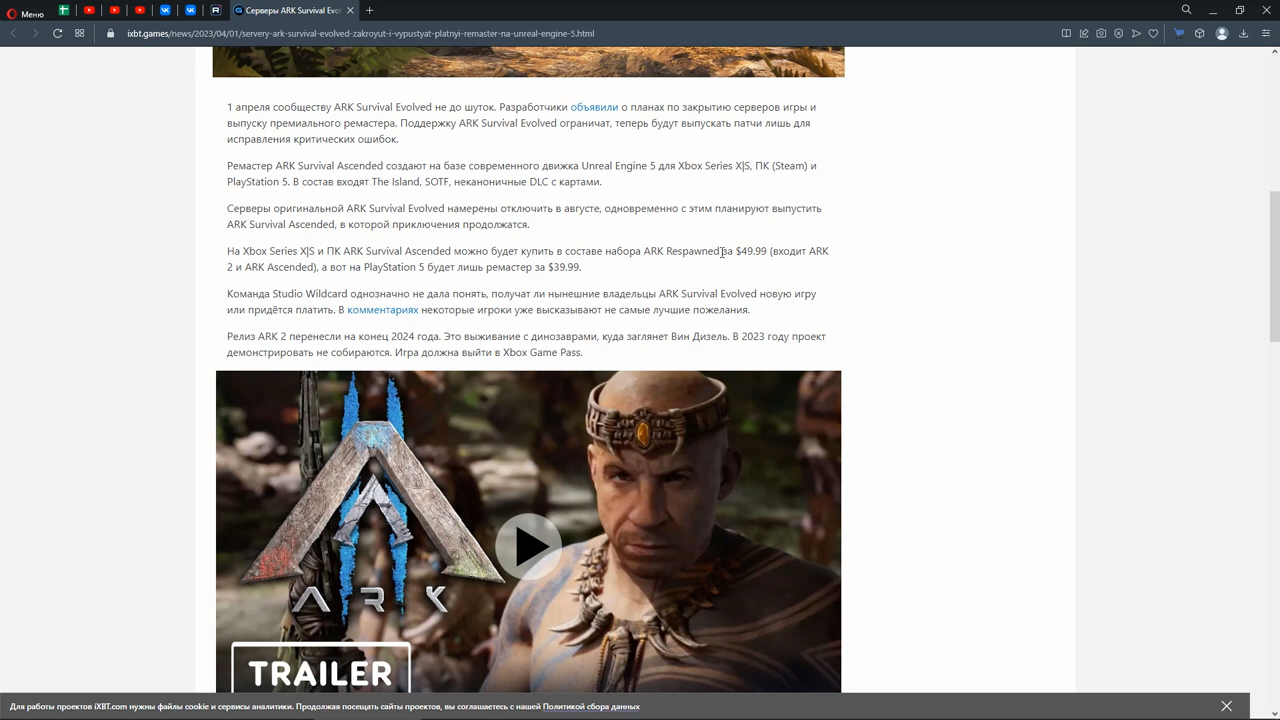 Меню
Серверы ARK Survival Evol
ixbt.games/news/2023/04/01/servery-ark-survival-evolved-zakroyut-i-vypustyat-platnyi-remaster-na-unreal-engine-5.html
1 апреля сообществу ARK Survival Evolved не до шуток. Разработчики объявили о планах по закрытию серверов игры и
выпуску премиального ремастера. Поддержку ARK Survival Evolved ограничат, теперь будут выпускать патчи лишь для
исправления критических ошибок.
Ремастер ARK Survival Ascended создают на базе современного движка Unreal Engine 5 для Xbox Series X|S, ПК (Steam) и
PlayStation 5. В состав входят The Island, SOTF, неканоничные DLC с картами.
Серверы оригинальной ARK Survival Evolved намерены отключить в августе, одновременно с этим планируют выпустить
ARK Survival Ascended, в которой приключения продолжатся.
На Xbox Series X|S и ПК ARK Survival Ascended можно будет купить в составе набора ARK Respawned за $49.99 (входит ARK
2 и ARK Ascended), а вот на PlayStation 5 будет лишь ремастер за $39.99.
Команда Studio Wildcard однозначно не дала понять, получат ли нынешние владельцы ARK Survival Evolved новую игру
или придётся платить. В комментариях некоторые игроки уже высказывают не самые лучшие пожелания.
Релиз ARK 2 перенесли на конец 2024 года. Это выживание с динозаврами, куда заглянет Вин Дизель. В 2023 году проект
демонстрировать не собираются. Игра должна выйти в Xbox Game Pass.
ARK
TRAILER
Для работы проектов iXBT.com нужны файлы cookie и сервисы аналитики. Продолжая посещать сайты проектов, вы соглашаетесь с нашей Политикой сбора данных